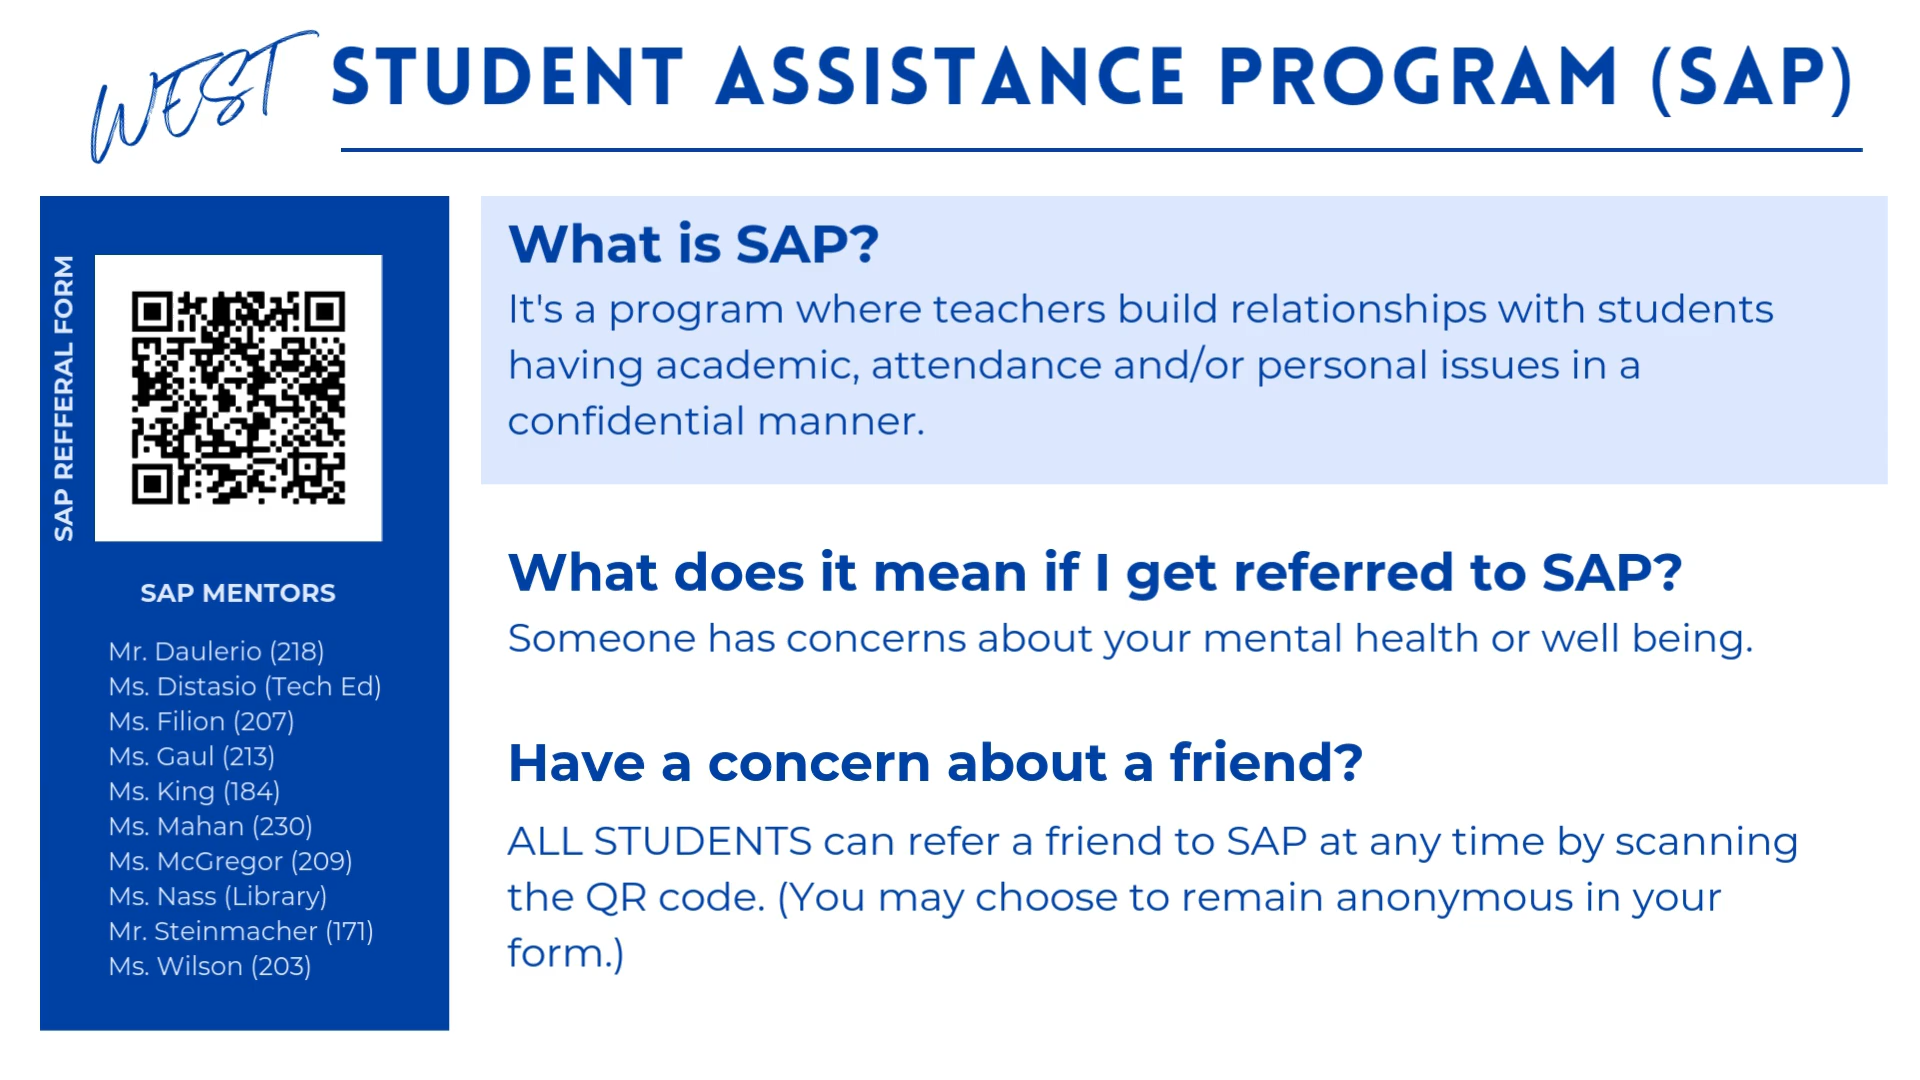 WEST STUDENT ASSISTANCE PROGRAM (SAP)
SAP REFFERAL FORM
SAP MENTORS
Mr. Daulerio (218)
Ms. Distasio (Tech Ed)
Ms. Filion (207)
Ms. Gaul (213)
Ms. King (184)
Ms. Mahan (230)
Ms. McGregor (209)
Ms. Nass (Library)
Mr. Steinmacher (171)
Ms. Wilson (203)
What is SAP?
It's a program where teachers build relationships with students
having academic, attendance and/or personal issues in a
confidential manner.
What does it mean if I get referred to SAP?
Someone has concerns about your mental health or well being.
Have a concern about a friend?
ALL STUDENTS can refer a friend to SAP at any time by scanning
the QR code. (You may choose to remain anonymous in your
form.)